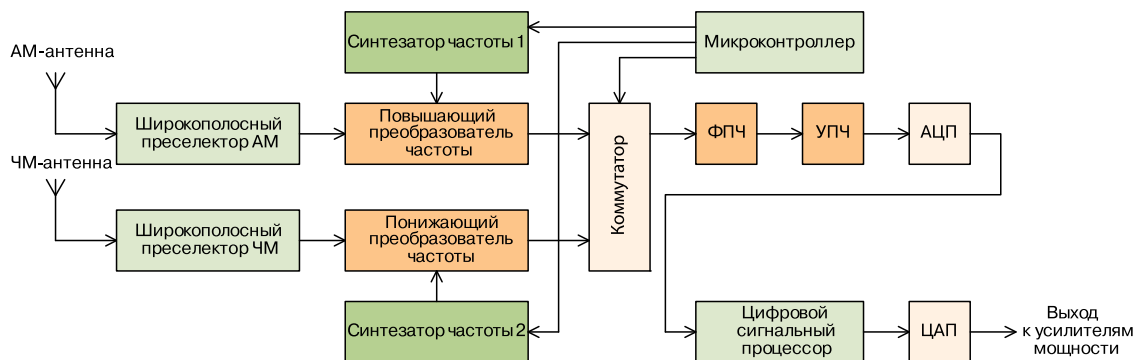 Синтезатор частоты 1
Микроконтроллер
АМ-антенна
Широкополосный
преселектор АМ
Повышающий
преобразователь
частоты
Коммутатор
ФПЧ
УПЧ
АЦП
ЧМ-антенна
Широкополосный
преселектор ЧМ
Понижающий
преобразователь
частоты
Синтезатор частоты 2
Цифровой
сигнальный
процессор
ЦАП
Выход
к усилителям
мощности